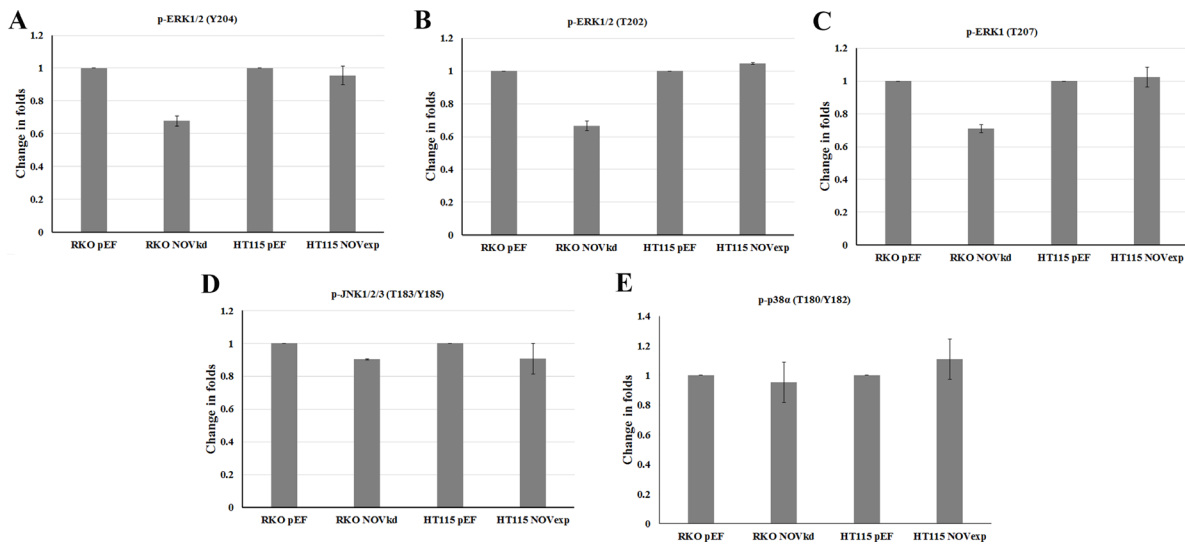 A
p-ERK1/2 (Y204)
Change in folds
1.2
1
0.8
0.6
0.4
0.2
0
RKO pEF RKO NOVkd HT115 pEF HT115 NOVexp
B
p-ERK1/2 (T202)
Change in folds
1.2
1
0.8
0.6
0.4
0.2
0
RKO pEF RKO NOVkd HT115 pEF HT115 NOVexp
C
p-ERK1 (T207)
Change in folds
1.2
1
0.8
0.6
0.4
0.2
0
RKO pEF RKO NOVkd HT115 pEF HT115 NOVexp
D
p-JNK1/2/3 (T183/Y185)
Change in folds
1.2
1
0.8
0.6
0.4
0.2
0
RKO pEF RKO NOVkd HT115 pEF HT115 NOVexp
E
p-p38α (T180/Y182)
Change in folds
1.4
1.2
1
0.8
0.6
0.4
0.2
0
RKO pEF RKO NOVkd HT115 pEF HT115 NOVexp